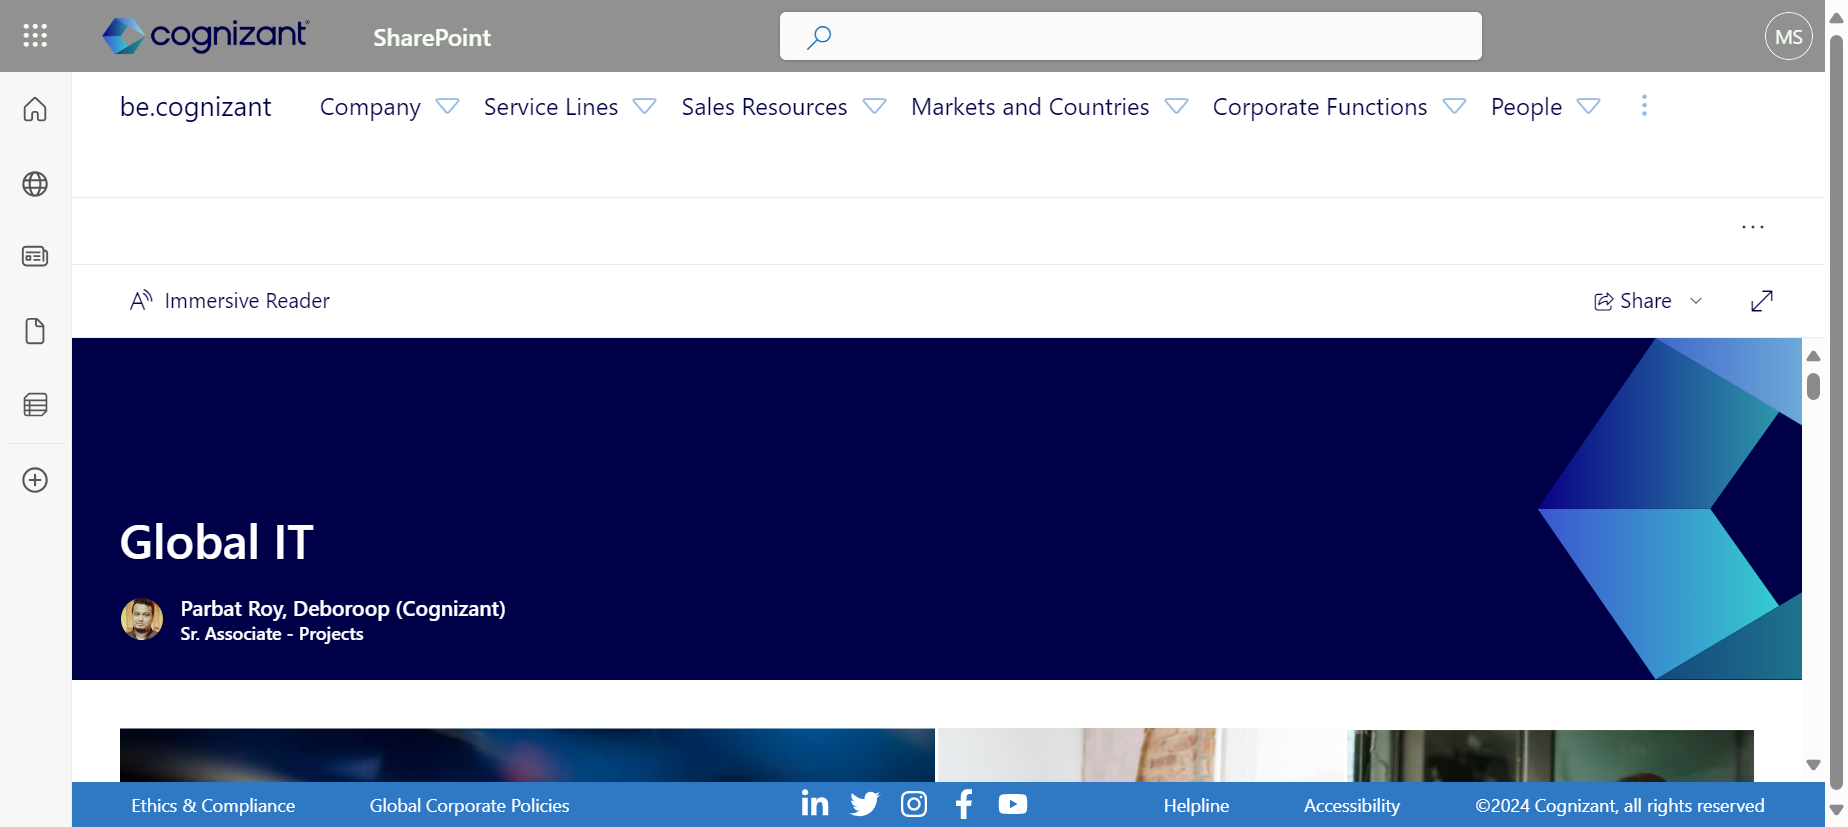 cognizant SharePoint MS
be.cognizant Company Service Lines Sales Resources Markets and Countries Corporate Functions People
Immersive Reader Share
Global IT
Parbat Roy, Deboroop (Cognizant)
Sr. Associate - Projects
Ethics & Compliance Global Corporate Policies Helpline Accessibility ©2024 Cognizant, all rights reserved